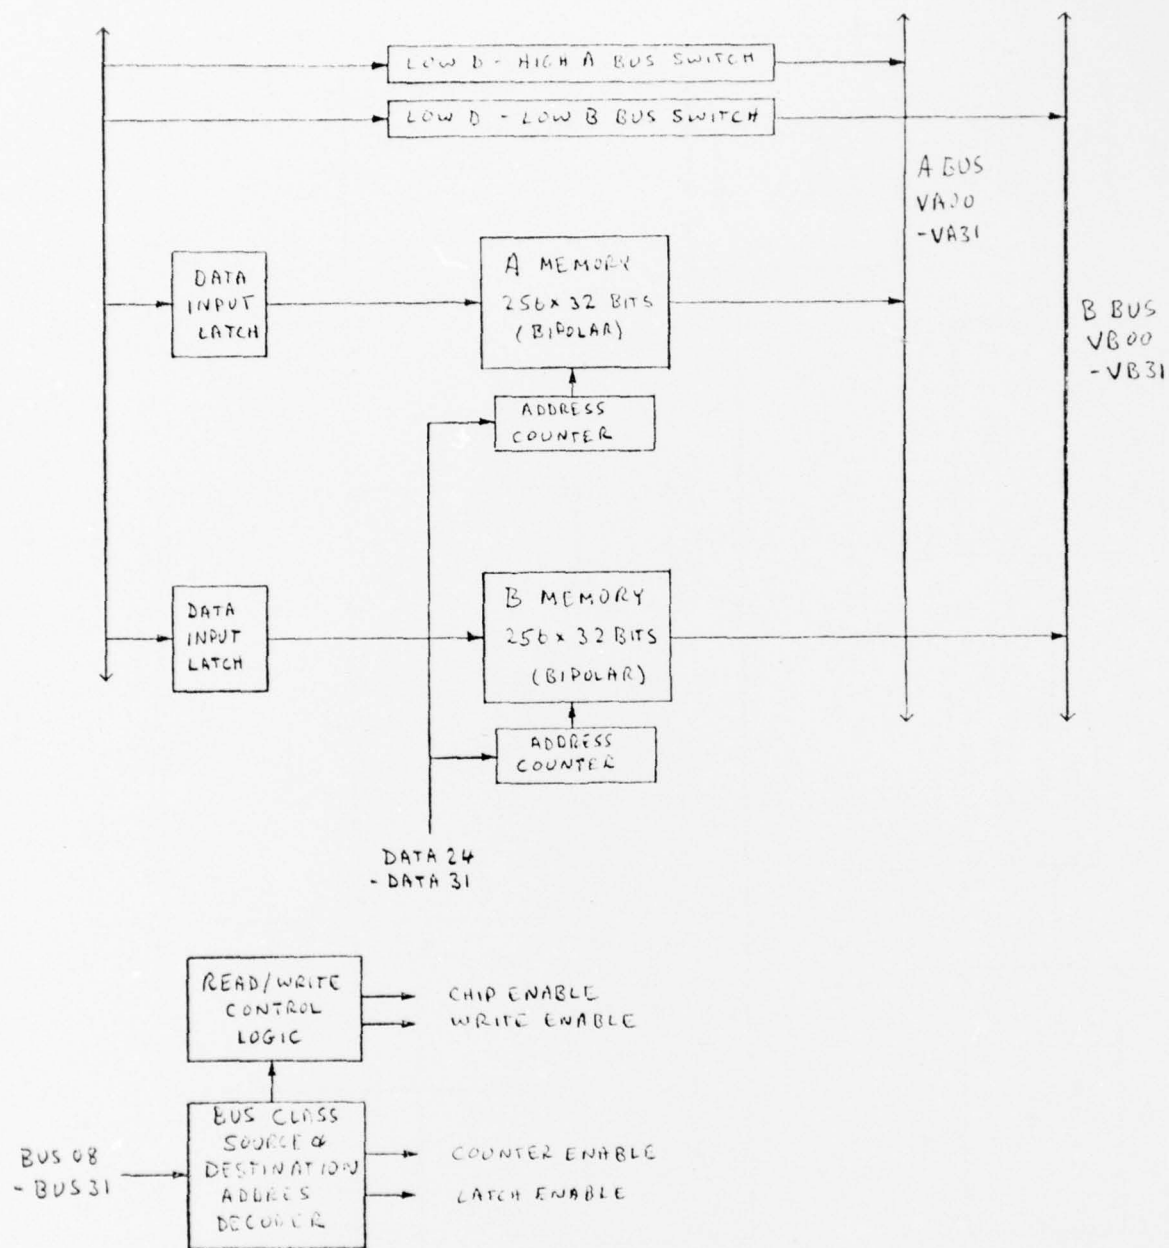 LOW D - HIGH A BUS SWITCH
LOW D - LOW B BUS SWITCH
A BUS
VA00
-VA31
DATA
INPUT
LATCH
A MEMORY
256 x 32 BITS
(BIPOLAR)
B BUS
VB00
-VB31
ADDRESS
COUNTER
DATA
INPUT
LATCH
B MEMORY
256 x 32 BITS
(BIPOLAR)
ADDRESS
COUNTER
DATA 24
- DATA 31
READ/WRITE
CONTROL
LOGIC
CHIP ENABLE
WRITE ENABLE
BUS CLASS
SOURCE &
DESTINATION
ADDRES
DECODER
BUS 08
- BUS 31
COUNTER ENABLE
LATCH ENABLE